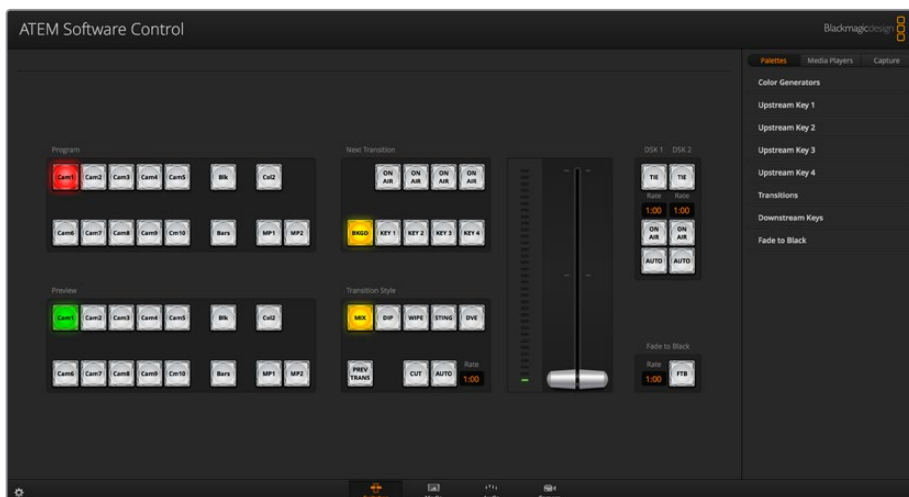 ATEM Software Control
Blackmagicdesign
Palettes Media Players Capture
Color Generators
Upstream Key 1
Upstream Key 2
Upstream Key 3
Upstream Key 4
Transitions
Downstream Keys
Fade to Black
Program
Cam1 Cam2 Cam3 Cam4 Cam5 Blk Col2
Cam6 Cam7 Cam8 Cam9 Cm10 Bars MP1 MP2
Next Transition
ON AIR ON AIR ON AIR ON AIR
BKGD KEY 1 KEY 2 KEY 3 KEY 4
DSK 1 DSK 2
TIE TIE
Rate Rate
1:00 1:00
ON AIR ON AIR
AUTO AUTO
Preview
Cam1 Cam2 Cam3 Cam4 Cam5 Blk Col2
Cam6 Cam7 Cam8 Cam9 Cm10 Bars MP1 MP2
Transition Style
MIX DIP WIPE STING DVE
PREV TRANS CUT AUTO
Rate
1:00
Fade to Black
Rate
1:00 FTB